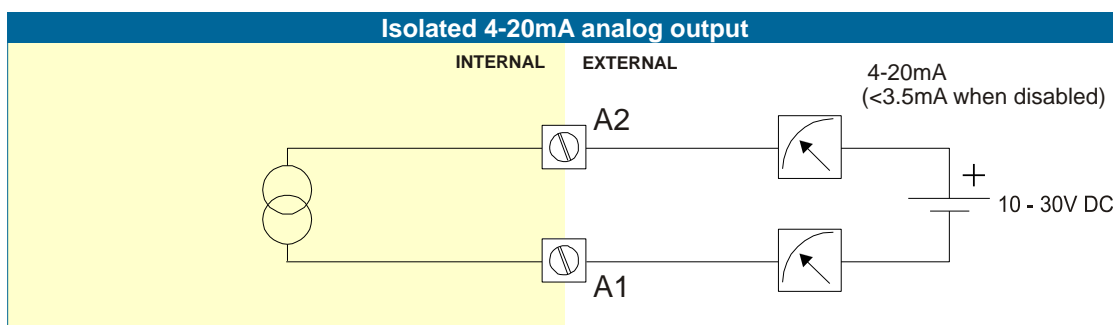 Isolated 4-20mA analog output
INTERNAL EXTERNAL
4-20mA
(<3.5mA when disabled)
A2
+
10 - 30V DC
A1